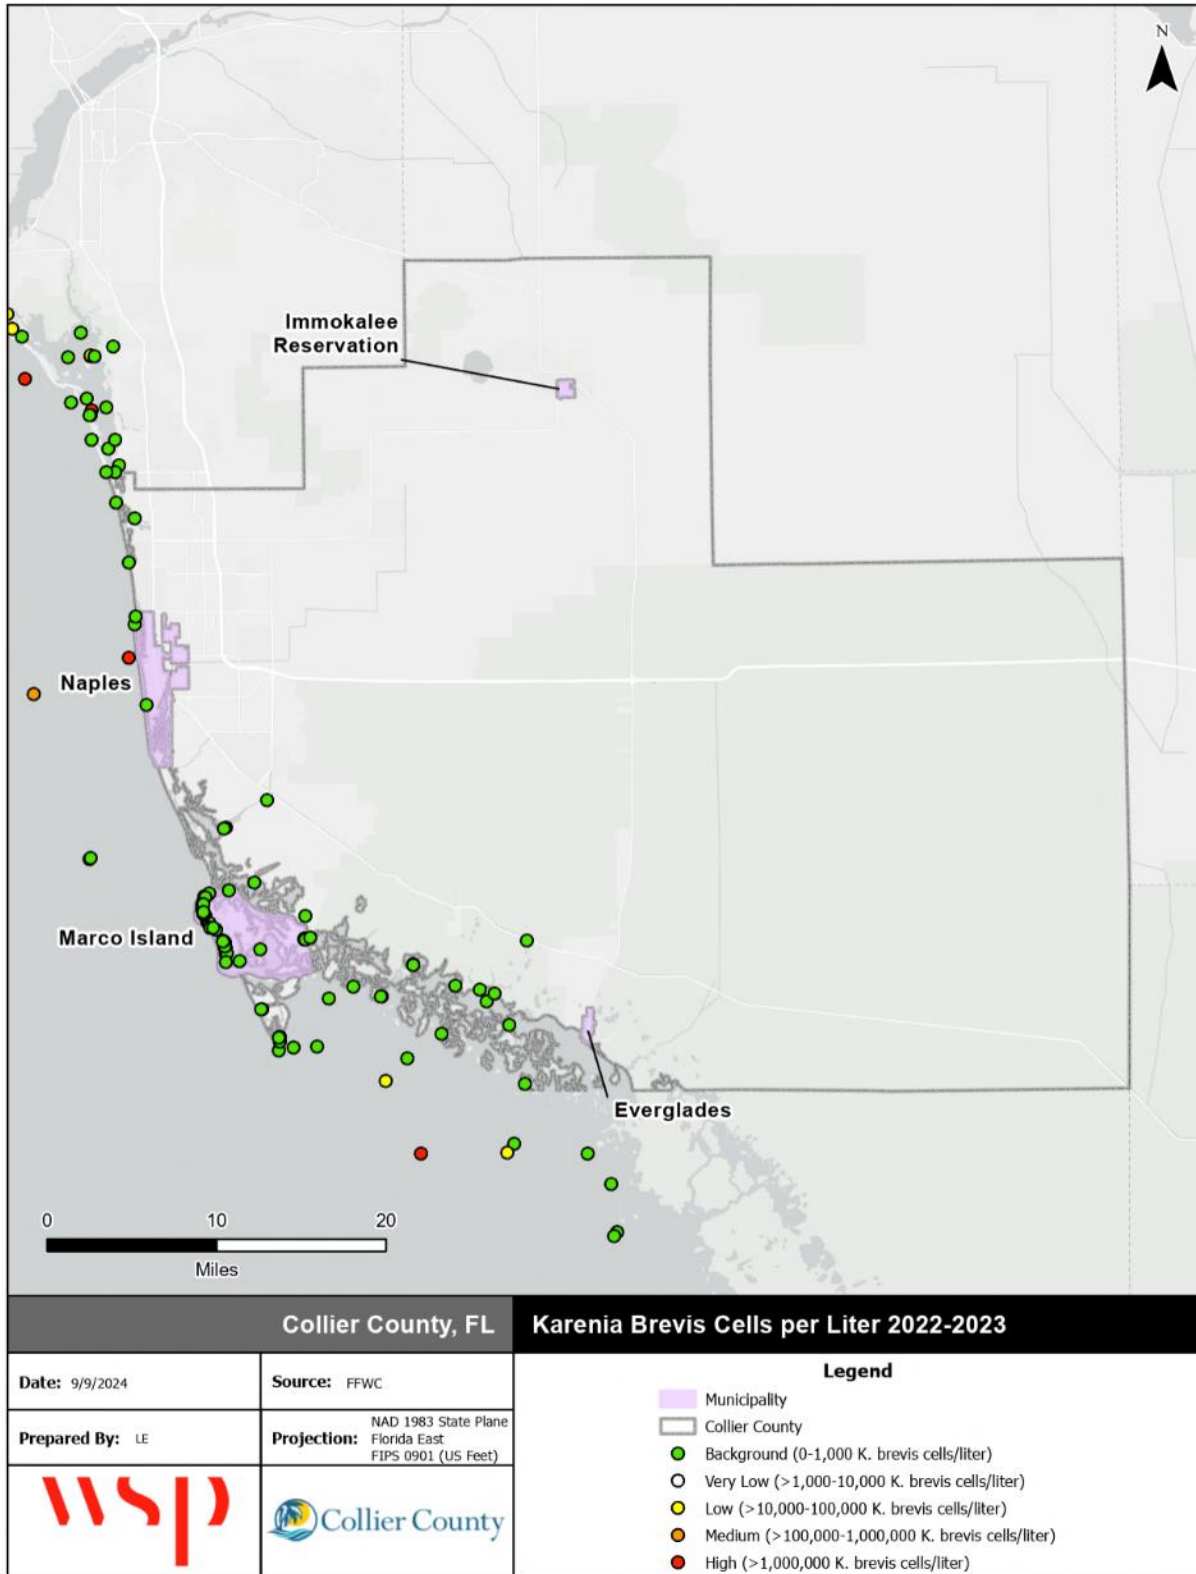 N
Immokalee
Reservation
Naples
Marco Island
Everglades
0 10 20
Miles
Collier County, FL
Karenia Brevis Cells per Liter 2022-2023
Date: 9/9/2024
Source: FFWC
Prepared By: LE
Projection: NAD 1983 State Plane
Florida East
FIPS 0901 (US Feet)
wsp
Collier County
Legend
Municipality
Collier County
Background (0-1,000 K. brevis cells/liter)
Very Low (>1,000-10,000 K. brevis cells/liter)
Low (>10,000-100,000 K. brevis cells/liter)
Medium (>100,000-1,000,000 K. brevis cells/liter)
High (>1,000,000 K. brevis cells/liter)